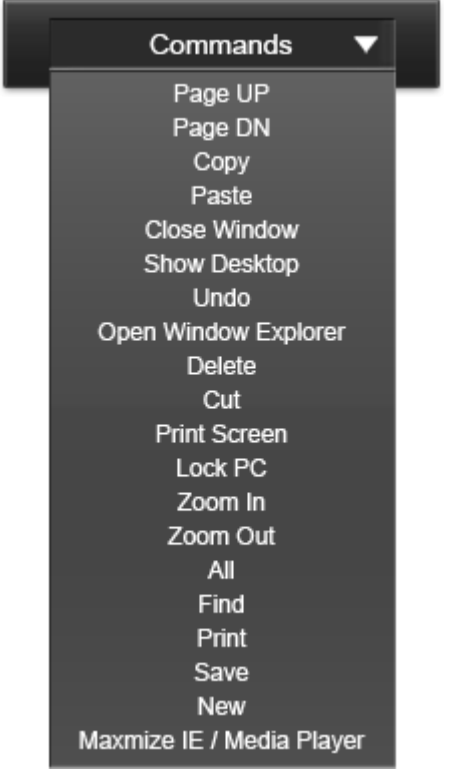 Commands
Page UP
Page DN
Copy
Paste
Close Window
Show Desktop
Undo
Open Window Explorer
Delete
Cut
Print Screen
Lock PC
Zoom In
Zoom Out
All
Find
Print
Save
New
Maxmize IE / Media Player